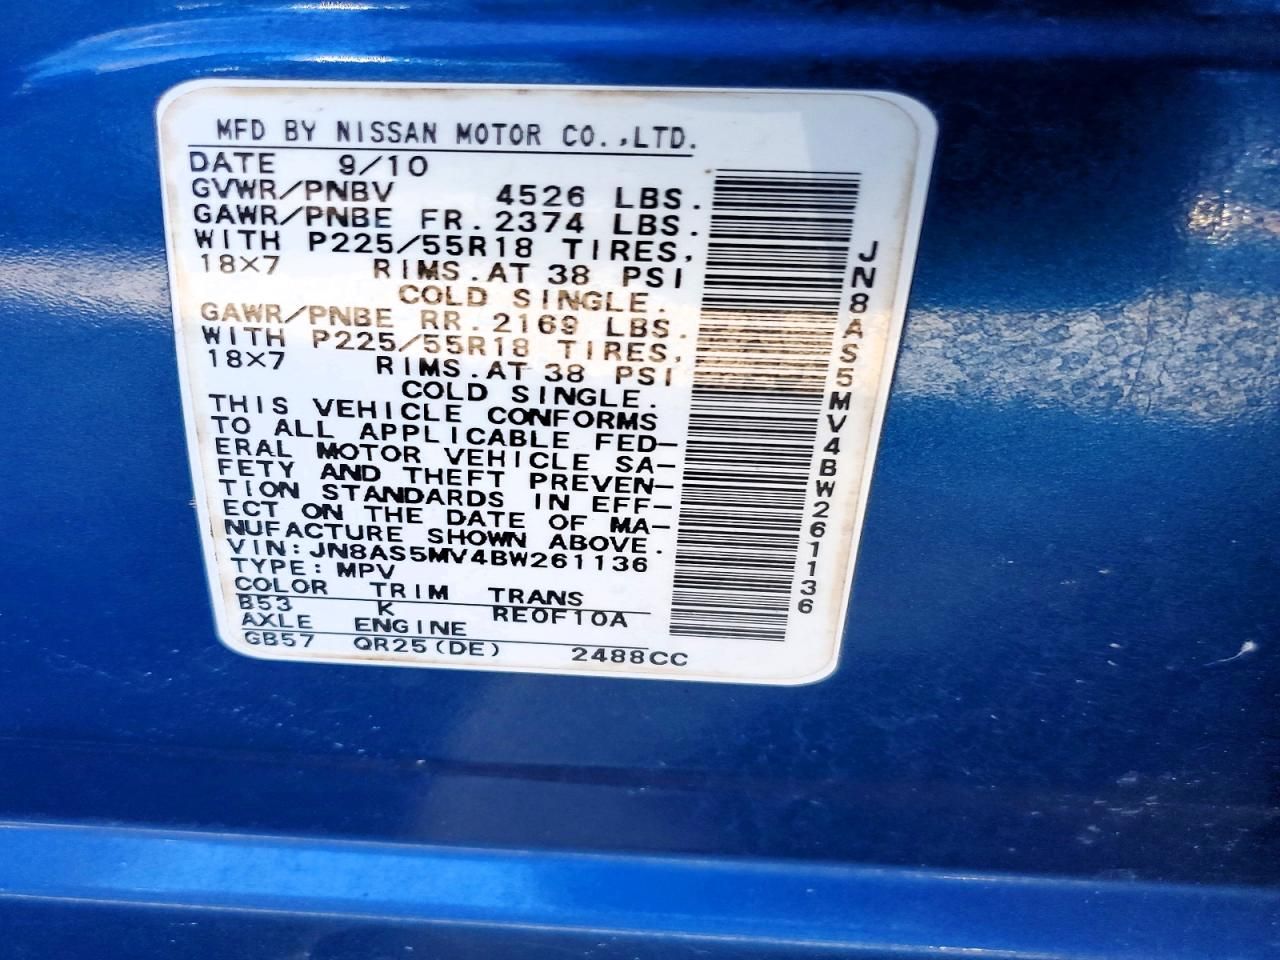 MFD BY NISSAN MOTOR CO.,LTD.
DATE 9/10
GVWR/PNBV 4526 LBS.
GAWR/PNBE FR.2374 LBS.
WITH P225/55R18 TIRES,
18X7 RIMS.AT 38 PSI
COLD SINGLE.
GAWR/PNBE RR.2169 LBS.
WITH P225/55R18 TIRES,
18X7 RIMS.AT 38 PSI
COLD SINGLE.
THIS VEHICLE CONFORMS
TO ALL APPLICABLE FED-
ERAL MOTOR VEHICLE SA-
FETY AND THEFT PREVEN-
TION STANDARDS IN EFF-
ECT ON THE DATE OF MA-
NUFACTURE SHOWN ABOVE.
VIN:JN8AS5MV4BW261136
TYPE:MPV
COLOR TRIM TRANS
B53 K RE0F10A
AXLE ENGINE
GB57 QR25(DE) 2488CC
JN8AS5MV4BW261136